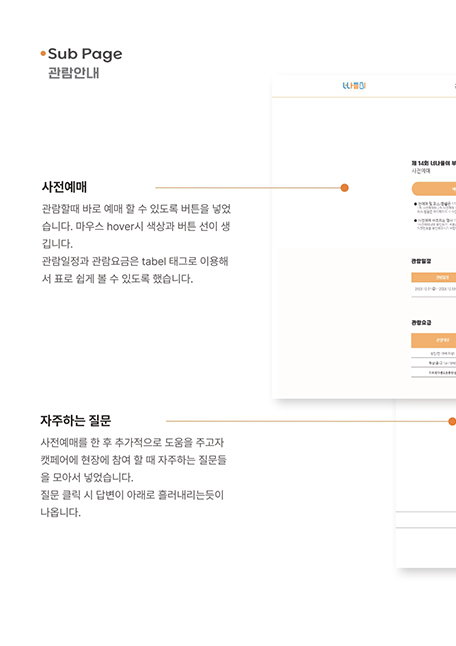 Sub Page
관람안내
너나들이
제 14회 너나들이
사전예매
사전예매
관람할때 바로 예매 할 수 있도록 버튼을 넣었
습니다. 마우스 hover시 색상과 버튼 선이 생
깁니다.
관람일정과 관람요금은 tabel 태그로 이용해
서 표로 쉽게 볼 수 있도록 했습니다.
관람일정
관람요금
자주하는 질문
사전예매를 한 후 추가적으로 도움을 주고자
캣페어에 현장에 참여 할 때 자주하는 질문들
을 모아서 넣었습니다.
질문 클릭 시 답변이 아래로 흘러내리는듯이
나옵니다.